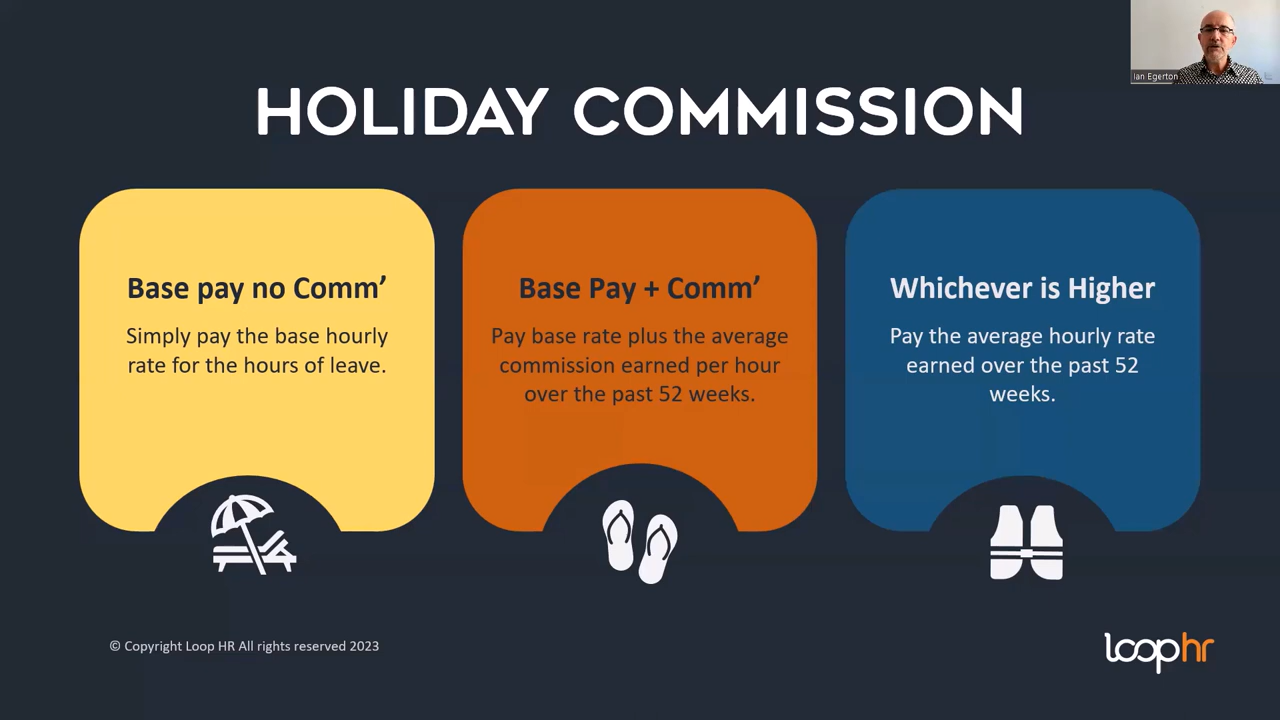 Ian Egerton
HOLIDAY COMMISSION
Base pay no Comm’
Simply pay the base hourly
rate for the hours of leave.
Base Pay + Comm’
Pay base rate plus the average
commission earned per hour
over the past 52 weeks.
Whichever is Higher
Pay the average hourly rate
earned over the past 52
weeks.
© Copyright Loop HR All rights reserved 2023
loophr